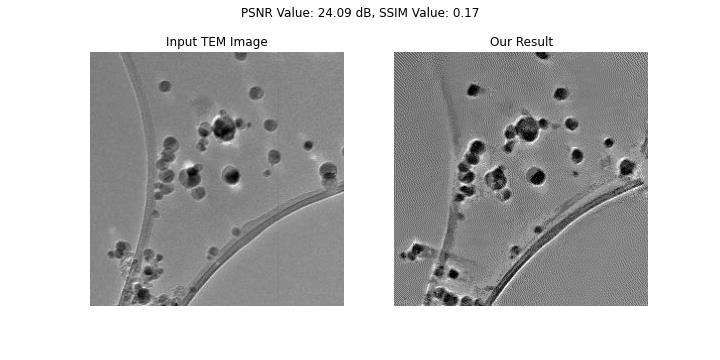 PSNR Value: 24.09 dB, SSIM Value: 0.17
Input TEM Image
Our Result